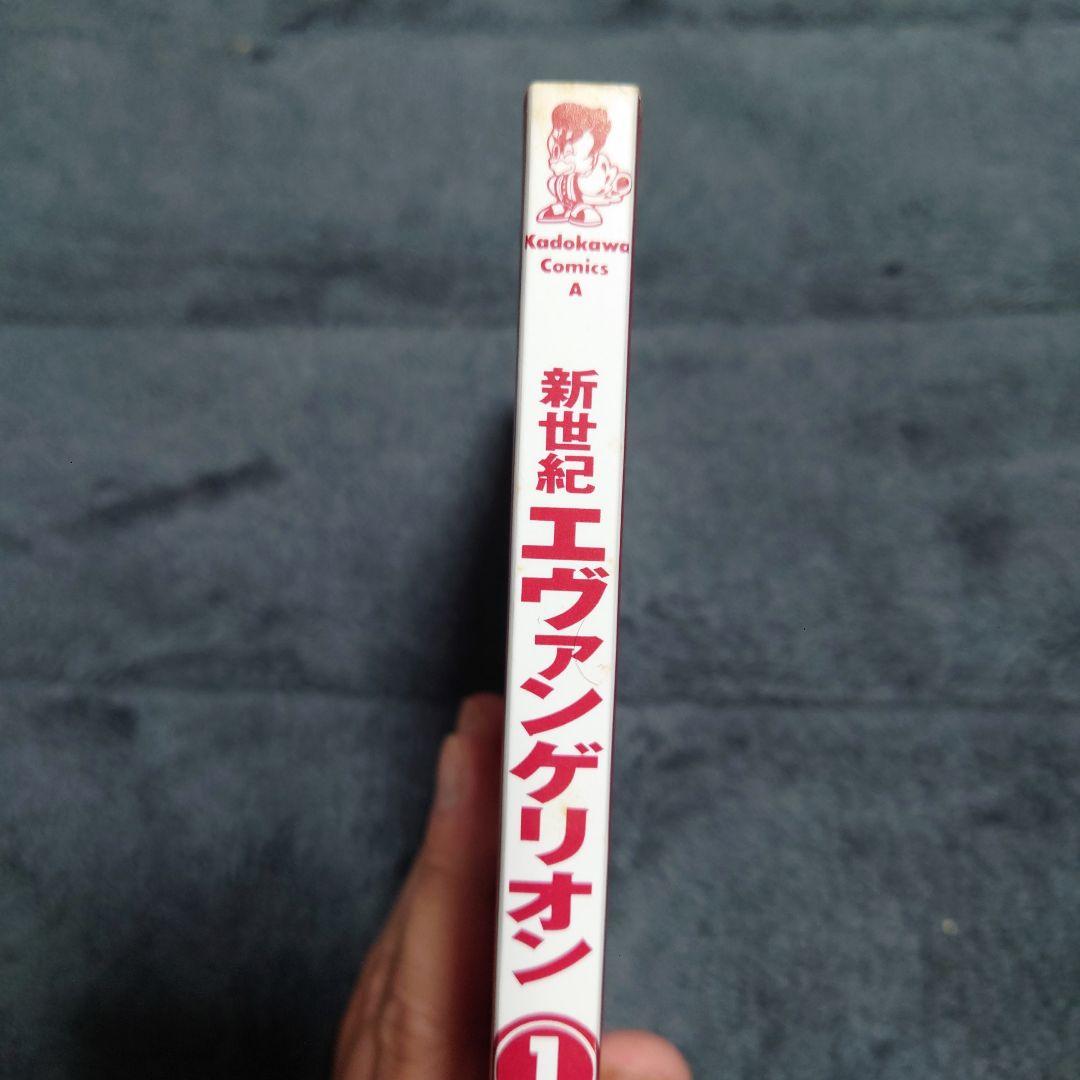 Kadokawa
Comics
A
新世紀
エヴァンゲリオン
1